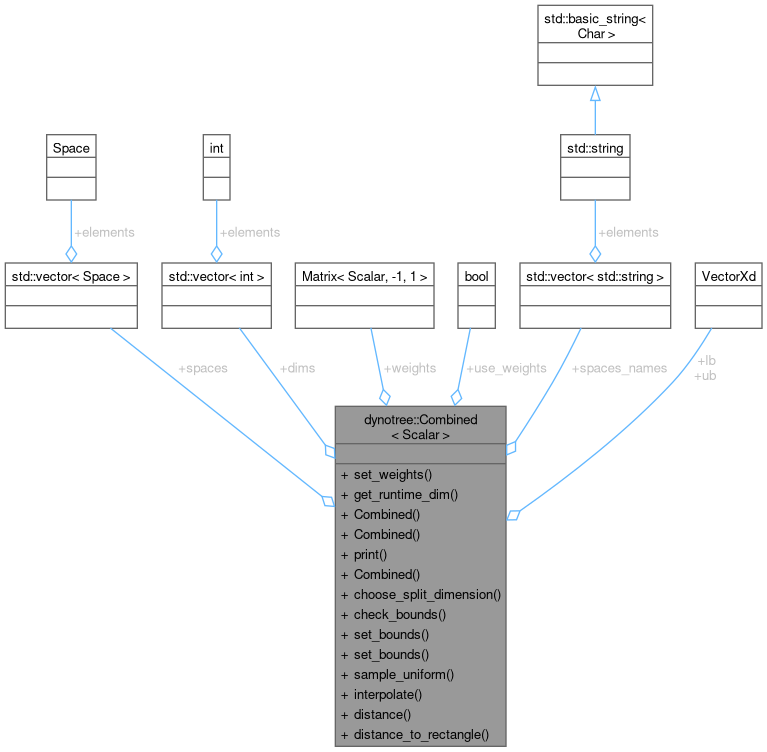 std::basic_string<
Char >
Space
int
std::string
+elements
+elements
+elements
std::vector< Space >
std::vector< int >
Matrix< Scalar, -1, 1 >
bool
std::vector< std::string >
VectorXd
+spaces
+dims
+weights
+use_weights
+spaces_names
+lb
+ub
dynotree::Combined
< Scalar >
+ set_weights()
+ get_runtime_dim()
+ Combined()
+ Combined()
+ print()
+ Combined()
+ choose_split_dimension()
+ check_bounds()
+ set_bounds()
+ set_bounds()
+ sample_uniform()
+ interpolate()
+ distance()
+ distance_to_rectangle()